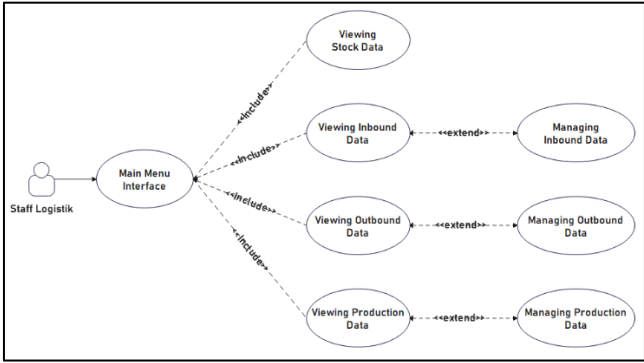 Viewing
Stock Data
<<Include>>
Viewing Inbound
Data
<<extend>>
Managing
Inbound Data
<<Include>>
Main Menu
Interface
Staff Logistik
<<Include>>
Viewing Outbound
Data
<<extend>>
Managing Outbound
Data
<<Include>>
Viewing Production
Data
<<extend>>
Managing Production
Data